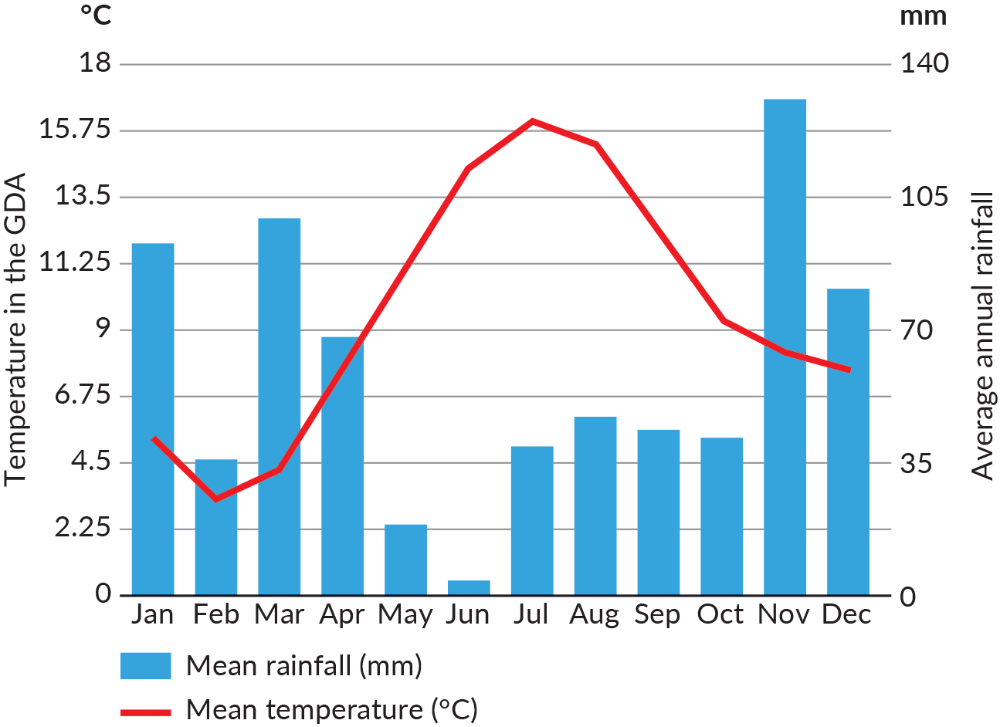 °C
mm
18
140
15.75
13.5
105
11.25
9
70
6.75
4.5
35
2.25
0
0
Temperature in the GDA
Average annual rainfall
Jan Feb Mar Apr May Jun Jul Aug Sep Oct Nov Dec
Mean rainfall (mm)
Mean temperature (°C)